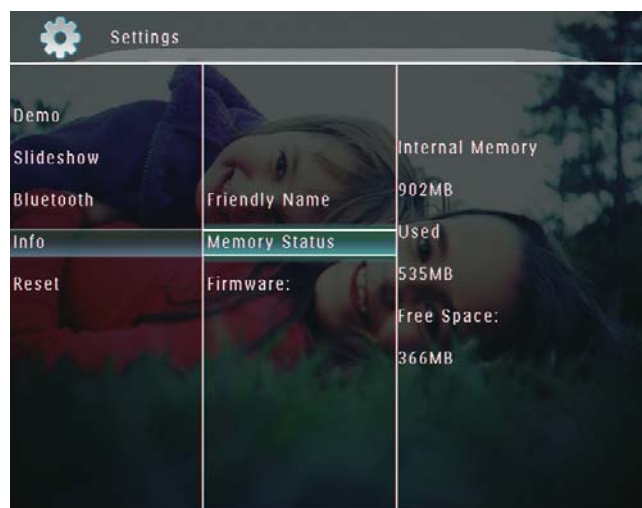 Settings
Demo
Slideshow
Bluetooth
Info
Reset
Friendly Name
Memory Status
Firmware:
Internal Memory
902MB
Used
535MB
Free Space:
366MB